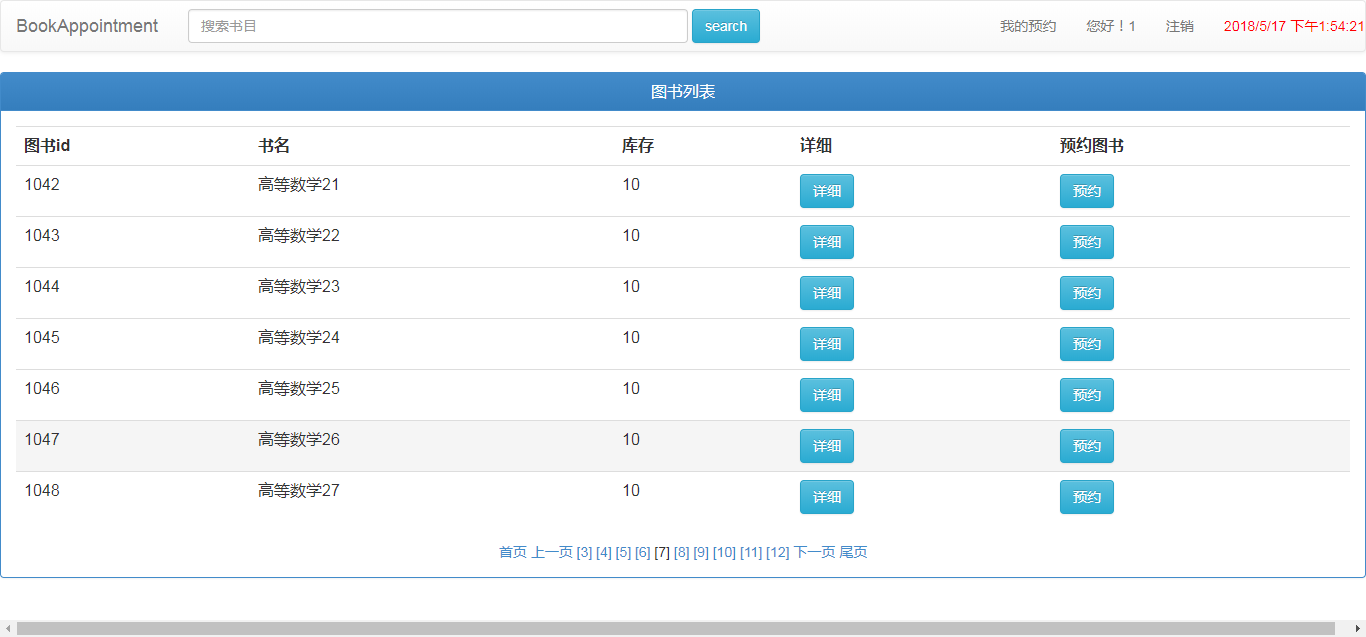 BookAppointment 搜索书目 search 我的预约 您好！1 注销 2018/5/17 下午1:54:21
图书列表
图书id 书名 库存 详细 预约图书
1042 高等数学21 10 详细 预约
1043 高等数学22 10 详细 预约
1044 高等数学23 10 详细 预约
1045 高等数学24 10 详细 预约
1046 高等数学25 10 详细 预约
1047 高等数学26 10 详细 预约
1048 高等数学27 10 详细 预约
首页 上一页 [3] [4] [5] [6] [7] [8] [9] [10] [11] [12] 下一页 尾页